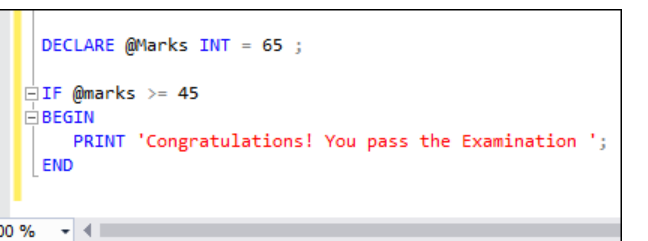 DECLARE @Marks INT = 65 ;
IF @marks >= 45
BEGIN
PRINT 'Congratulations! You pass the Examination ';
END
00 %